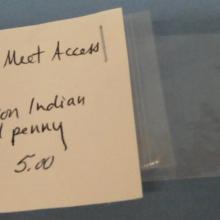 Meet Access
on Indian
penny
5.00